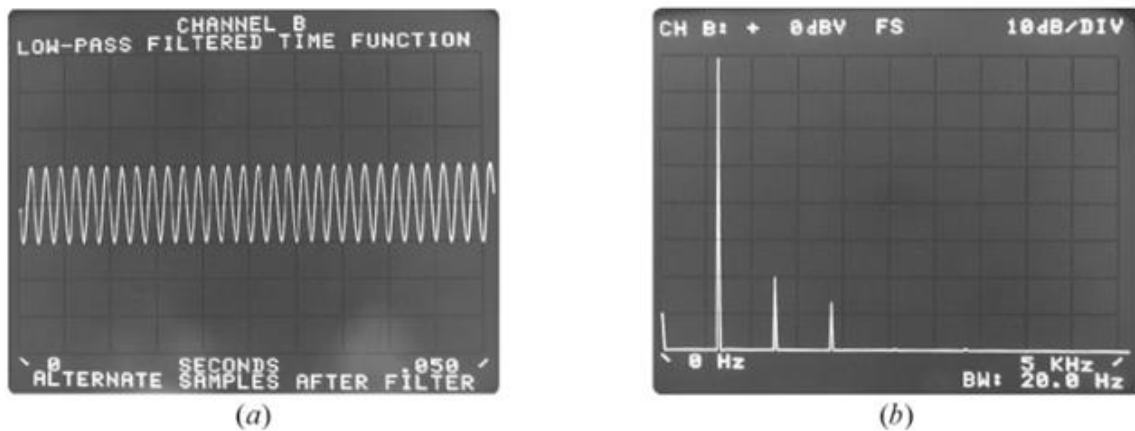 CHANNEL B
LOW-PASS FILTERED TIME FUNCTION
0 SECONDS .050
ALTERNATE SAMPLES AFTER FILTER
(a)
CH B: + 0dBV FS 10dB/DIV
0 Hz 5 KHz
BW: 20.0 Hz
(b)